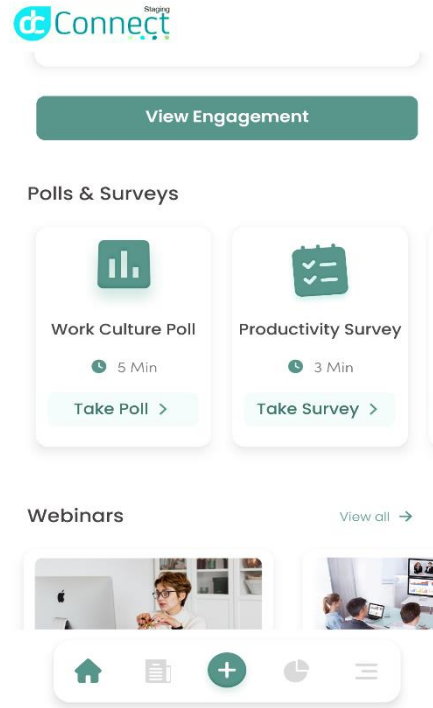 Staging
dc Connect
View Engagement
Polls & Surveys
Work Culture Poll
5 Min
Take Poll >
Productivity Survey
3 Min
Take Survey >
Webinars
View all →